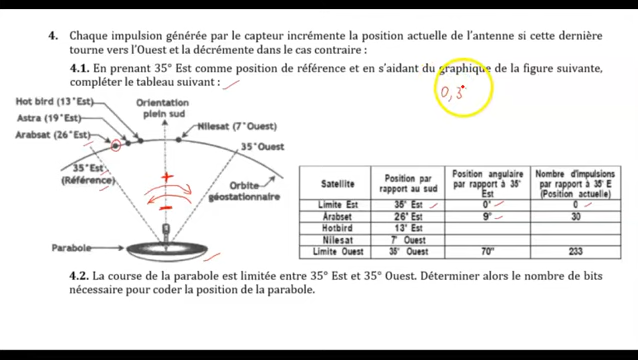 4. Chaque impulsion générée par le capteur incrémente la position actuelle de l'antenne si cette dernière
tourne vers l'Ouest et la décrémente dans le cas contraire :
4.1. En prenant 35° Est comme position de référence et en s'aidant du graphique de la figure suivante,
compléter le tableau suivant :
0,3°
Hot bird (13°Est)
Astra (19°Est)
Arabsat (26°Est)
Orientation
plein sud
Nilesat (7°Ouest)
35°Ouest
35°Est
(Référence)
+
-
Orbite
géostationnaire
Parabole
Satellite Position par rapport au sud Position angulaire par rapport à 35° Est Nombre d'impulsions par rapport à 35° E (Position actuelle)
Limite Est 35° Est 0° 0
Arabset 26° Est 9° 30
Hotbird 13° Est
Nilesat 7° Ouest
Limite Ouest 35° Ouest 70° 233
4.2. La course de la parabole est limitée entre 35° Est et 35° Ouest. Déterminer alors le nombre de bits
nécessaire pour coder la position de la parabole.